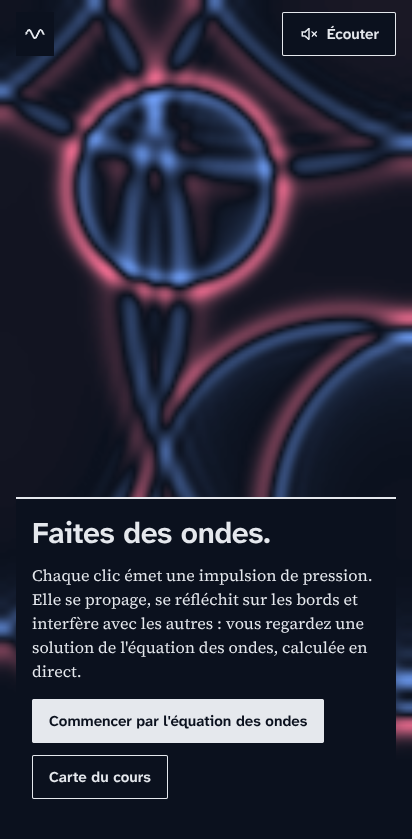 Écouter
Faites des ondes.
Chaque clic émet une impulsion de pression.
Elle se propage, se réfléchit sur les bords et
interfère avec les autres : vous regardez une
solution de l'équation des ondes, calculée en
direct.
Commencer par l'équation des ondes
Carte du cours